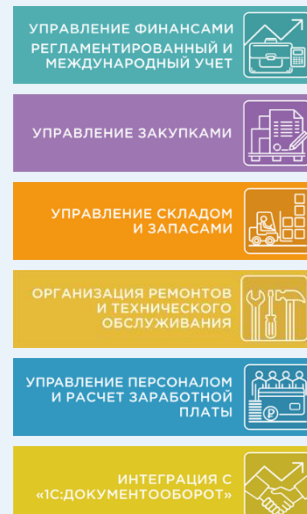 УПРАВЛЕНИЕ ФИНАНСАМИ
РЕГЛАМЕНТИРОВАННЫЙ И
МЕЖДУНАРОДНЫЙ УЧЕТ
УПРАВЛЕНИЕ ЗАКУПКАМИ
УПРАВЛЕНИЕ СКЛАДОМ
И ЗАПАСАМИ
ОРГАНИЗАЦИЯ РЕМОНТОВ
И ТЕХНИЧЕСКОГО
ОБСЛУЖИВАНИЯ
УПРАВЛЕНИЕ ПЕРСОНАЛОМ
И РАСЧЕТ ЗАРАБОТНОЙ
ПЛАТЫ
₽
ИНТЕГРАЦИЯ С
«1С:ДОКУМЕНТООБОРОТ»